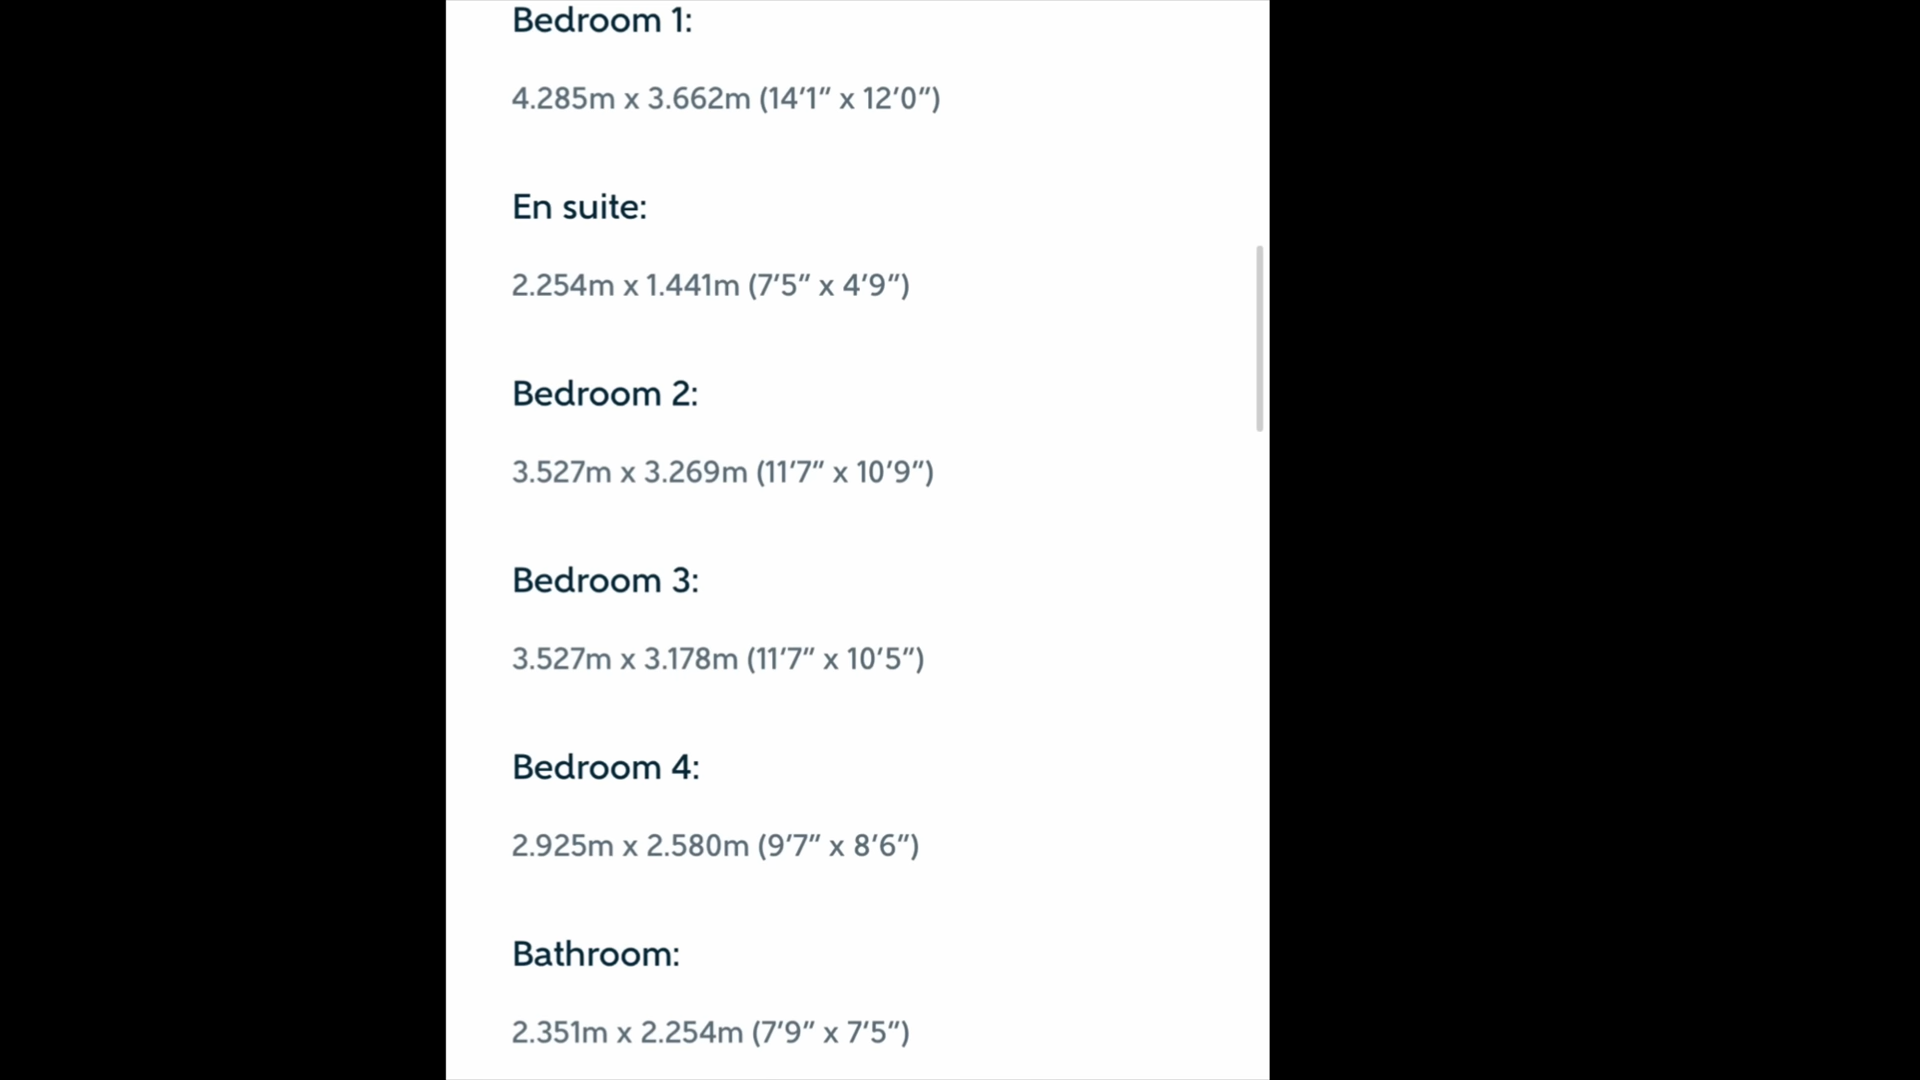 Bedroom 1:
4.285m x 3.662m (14′1″ x 12′0″)
En suite:
2.254m x 1.441m (7′5″ x 4′9″)
Bedroom 2:
3.527m x 3.269m (11′7″ x 10′9″)
Bedroom 3:
3.527m x 3.178m (11′7″ x 10′5″)
Bedroom 4:
2.925m x 2.580m (9′7″ x 8′6″)
Bathroom:
2.351m x 2.254m (7′9″ x 7′5″)